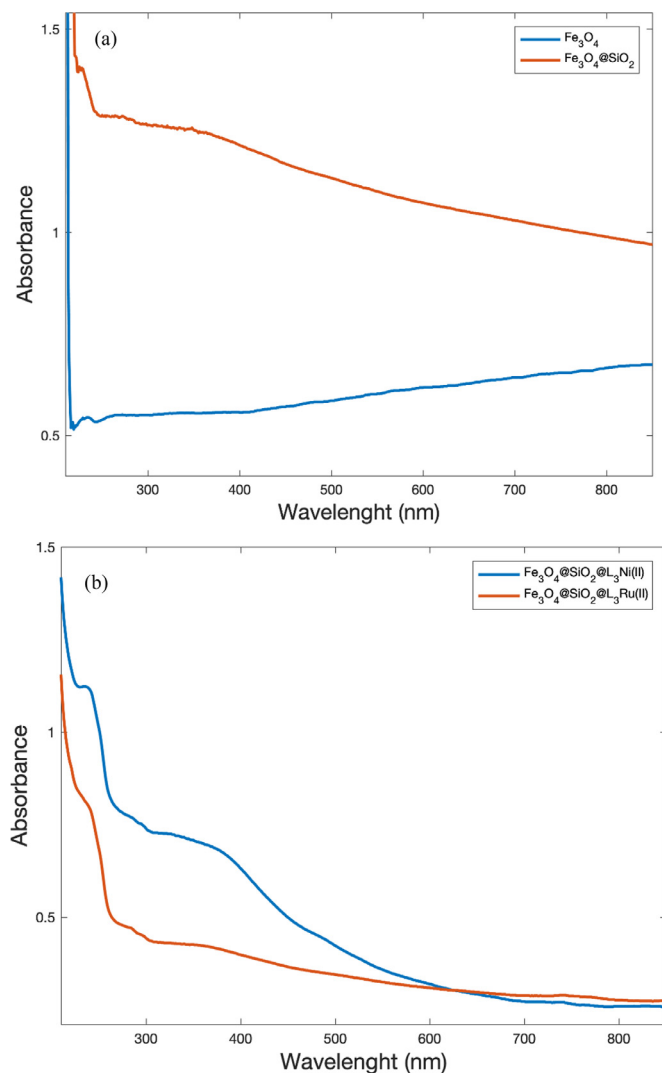 1.5
(a)
Fe3O4
Fe3O4@SiO2
1
Absorbance
0.5
300 400 500 600 700 800
Wavelenght (nm)
1.5
(b)
Fe3O4@SiO2@L3Ni(II)
Fe3O4@SiO2@L3Ru(II)
1
Absorbance
0.5
300 400 500 600 700 800
Wavelenght (nm)